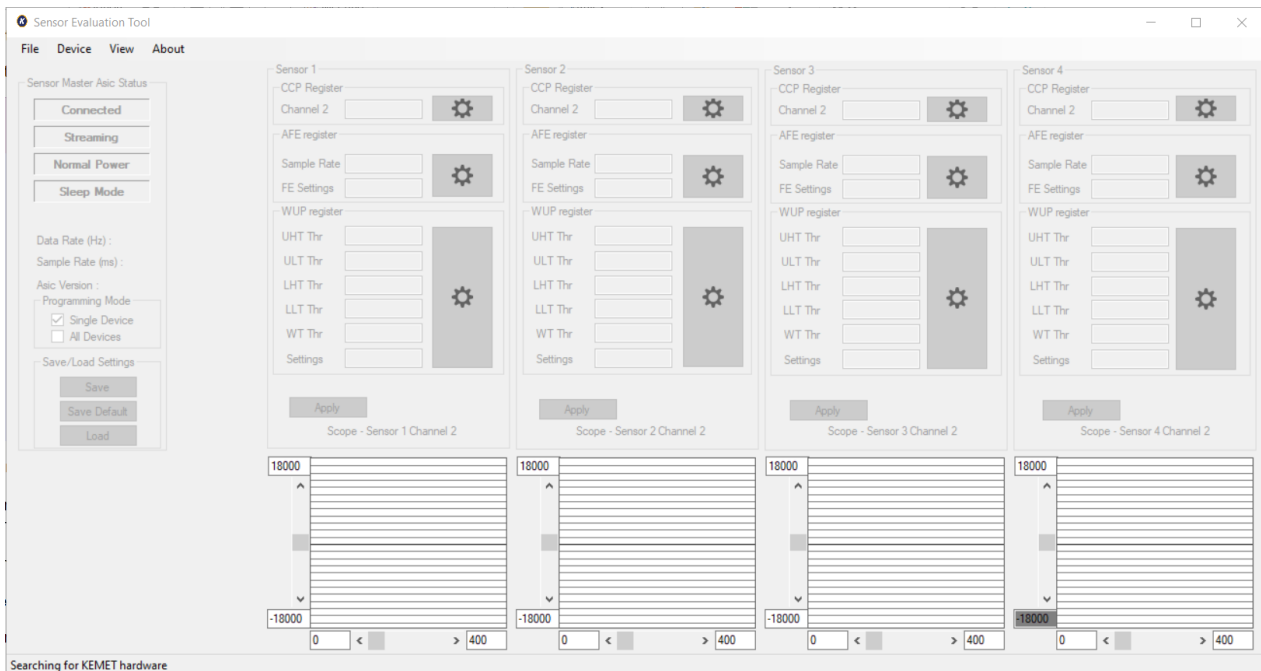 Sensor Evaluation Tool
File Device View About
Sensor Master Asic Status
Connected
Streaming
Normal Power
Sleep Mode
Data Rate (Hz) :
Sample Rate (ms) :
Asic Version :
Programming Mode
Single Device
All Devices
Save/Load Settings
Save
Save Default
Load
Sensor 1
CCP Register
Channel 2
AFE register
Sample Rate
FE Settings
WUP register
UHT Thr
ULT Thr
LHT Thr
LLT Thr
WT Thr
Settings
Apply
Scope - Sensor 1 Channel 2
18000
-18000
0 < > 400
Sensor 2
CCP Register
Channel 2
AFE register
Sample Rate
FE Settings
WUP register
UHT Thr
ULT Thr
LHT Thr
LLT Thr
WT Thr
Settings
Apply
Scope - Sensor 2 Channel 2
18000
-18000
0 < > 400
Sensor 3
CCP Register
Channel 2
AFE register
Sample Rate
FE Settings
WUP register
UHT Thr
ULT Thr
LHT Thr
LLT Thr
WT Thr
Settings
Apply
Scope - Sensor 3 Channel 2
18000
-18000
0 < > 400
Sensor 4
CCP Register
Channel 2
AFE register
Sample Rate
FE Settings
WUP register
UHT Thr
ULT Thr
LHT Thr
LLT Thr
WT Thr
Settings
Apply
Scope - Sensor 4 Channel 2
18000
-18000
0 < > 400
Searching for KEMET hardware